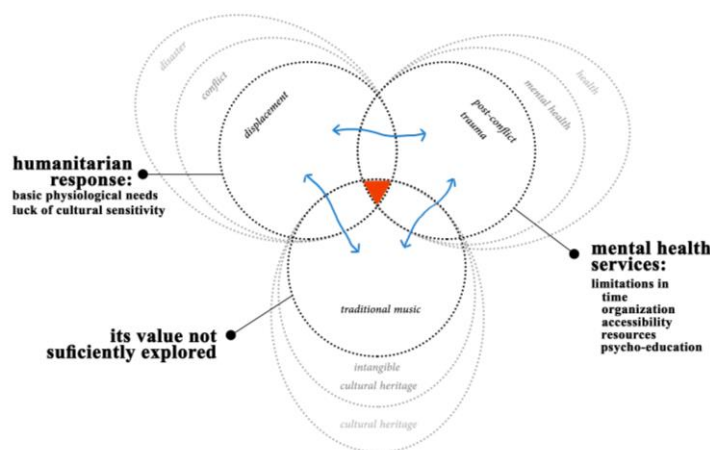 disaster
conflict
displacement
post-conflict
trauma
mental health
health
humanitarian
response:
basic physiological needs
luck of cultural sensitivity
mental health
services:
limitations in
time
organization
accessibility
resources
psycho-education
traditional music
its value not
suficiently explored
intangible
cultural heritage
cultural heritage